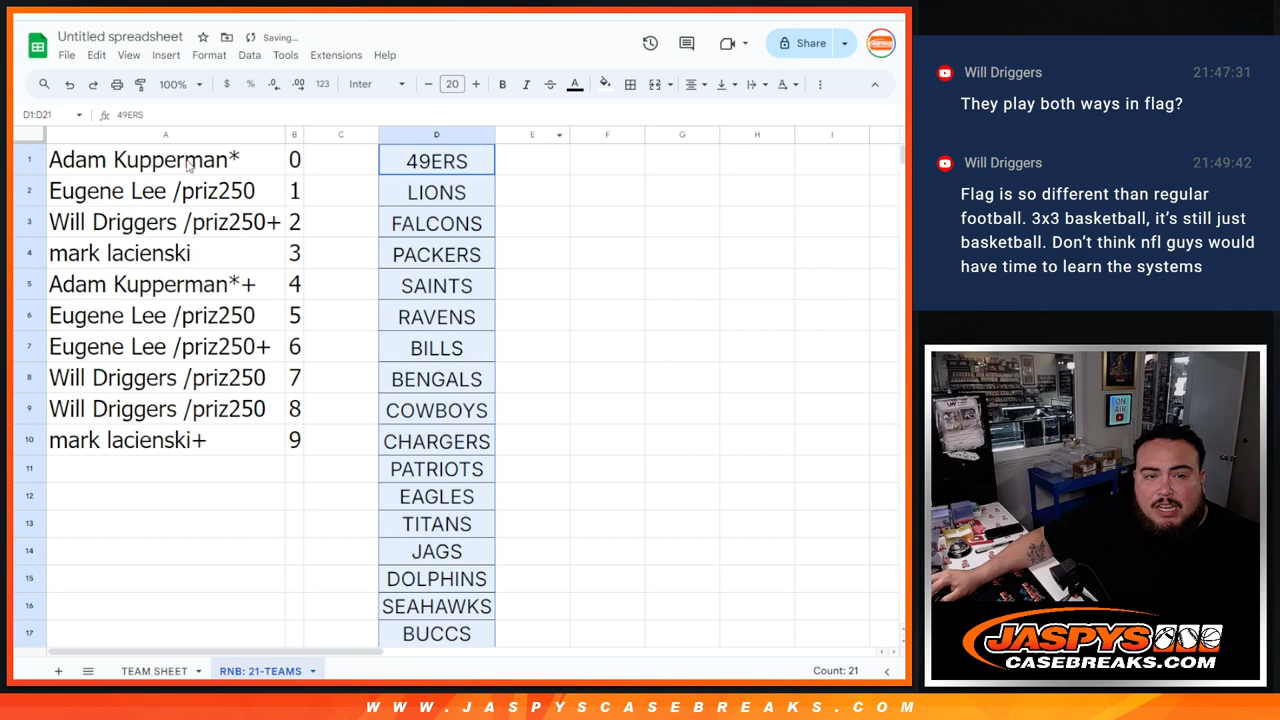 Untitled spreadsheet
Saving...
File Edit View Insert Format Data Tools Extensions Help
Share
100% $ % .0 .00 123 Inter 20 B I A
D1:D21 fx 49ERS
A B C D E F G H I
1 Adam Kupperman* 0 49ERS
2 Eugene Lee /priz250 1 LIONS
3 Will Driggers /priz250+ 2 FALCONS
4 mark lacienski 3 PACKERS
5 Adam Kupperman*+ 4 SAINTS
6 Eugene Lee /priz250 5 RAVENS
7 Eugene Lee /priz250+ 6 BILLS
8 Will Driggers /priz250 7 BENGALS
9 Will Driggers /priz250 8 COWBOYS
10 mark lacienski+ 9 CHARGERS
11 PATRIOTS
12 EAGLES
13 TITANS
14 JAGS
15 DOLPHINS
16 SEAHAWKS
17 BUCCS
TEAM SHEET RNB: 21-TEAMS Count: 21
Will Driggers 21:47:31
They play both ways in flag?
Will Driggers 21:49:42
Flag is so different than regular
football. 3x3 basketball, it's still just
basketball. Don't think nfl guys would
have time to learn the systems
ON
AIR
JASPYS
CASEBREAKS.COM
WWW.JASPYSCASEBREAKS.COM